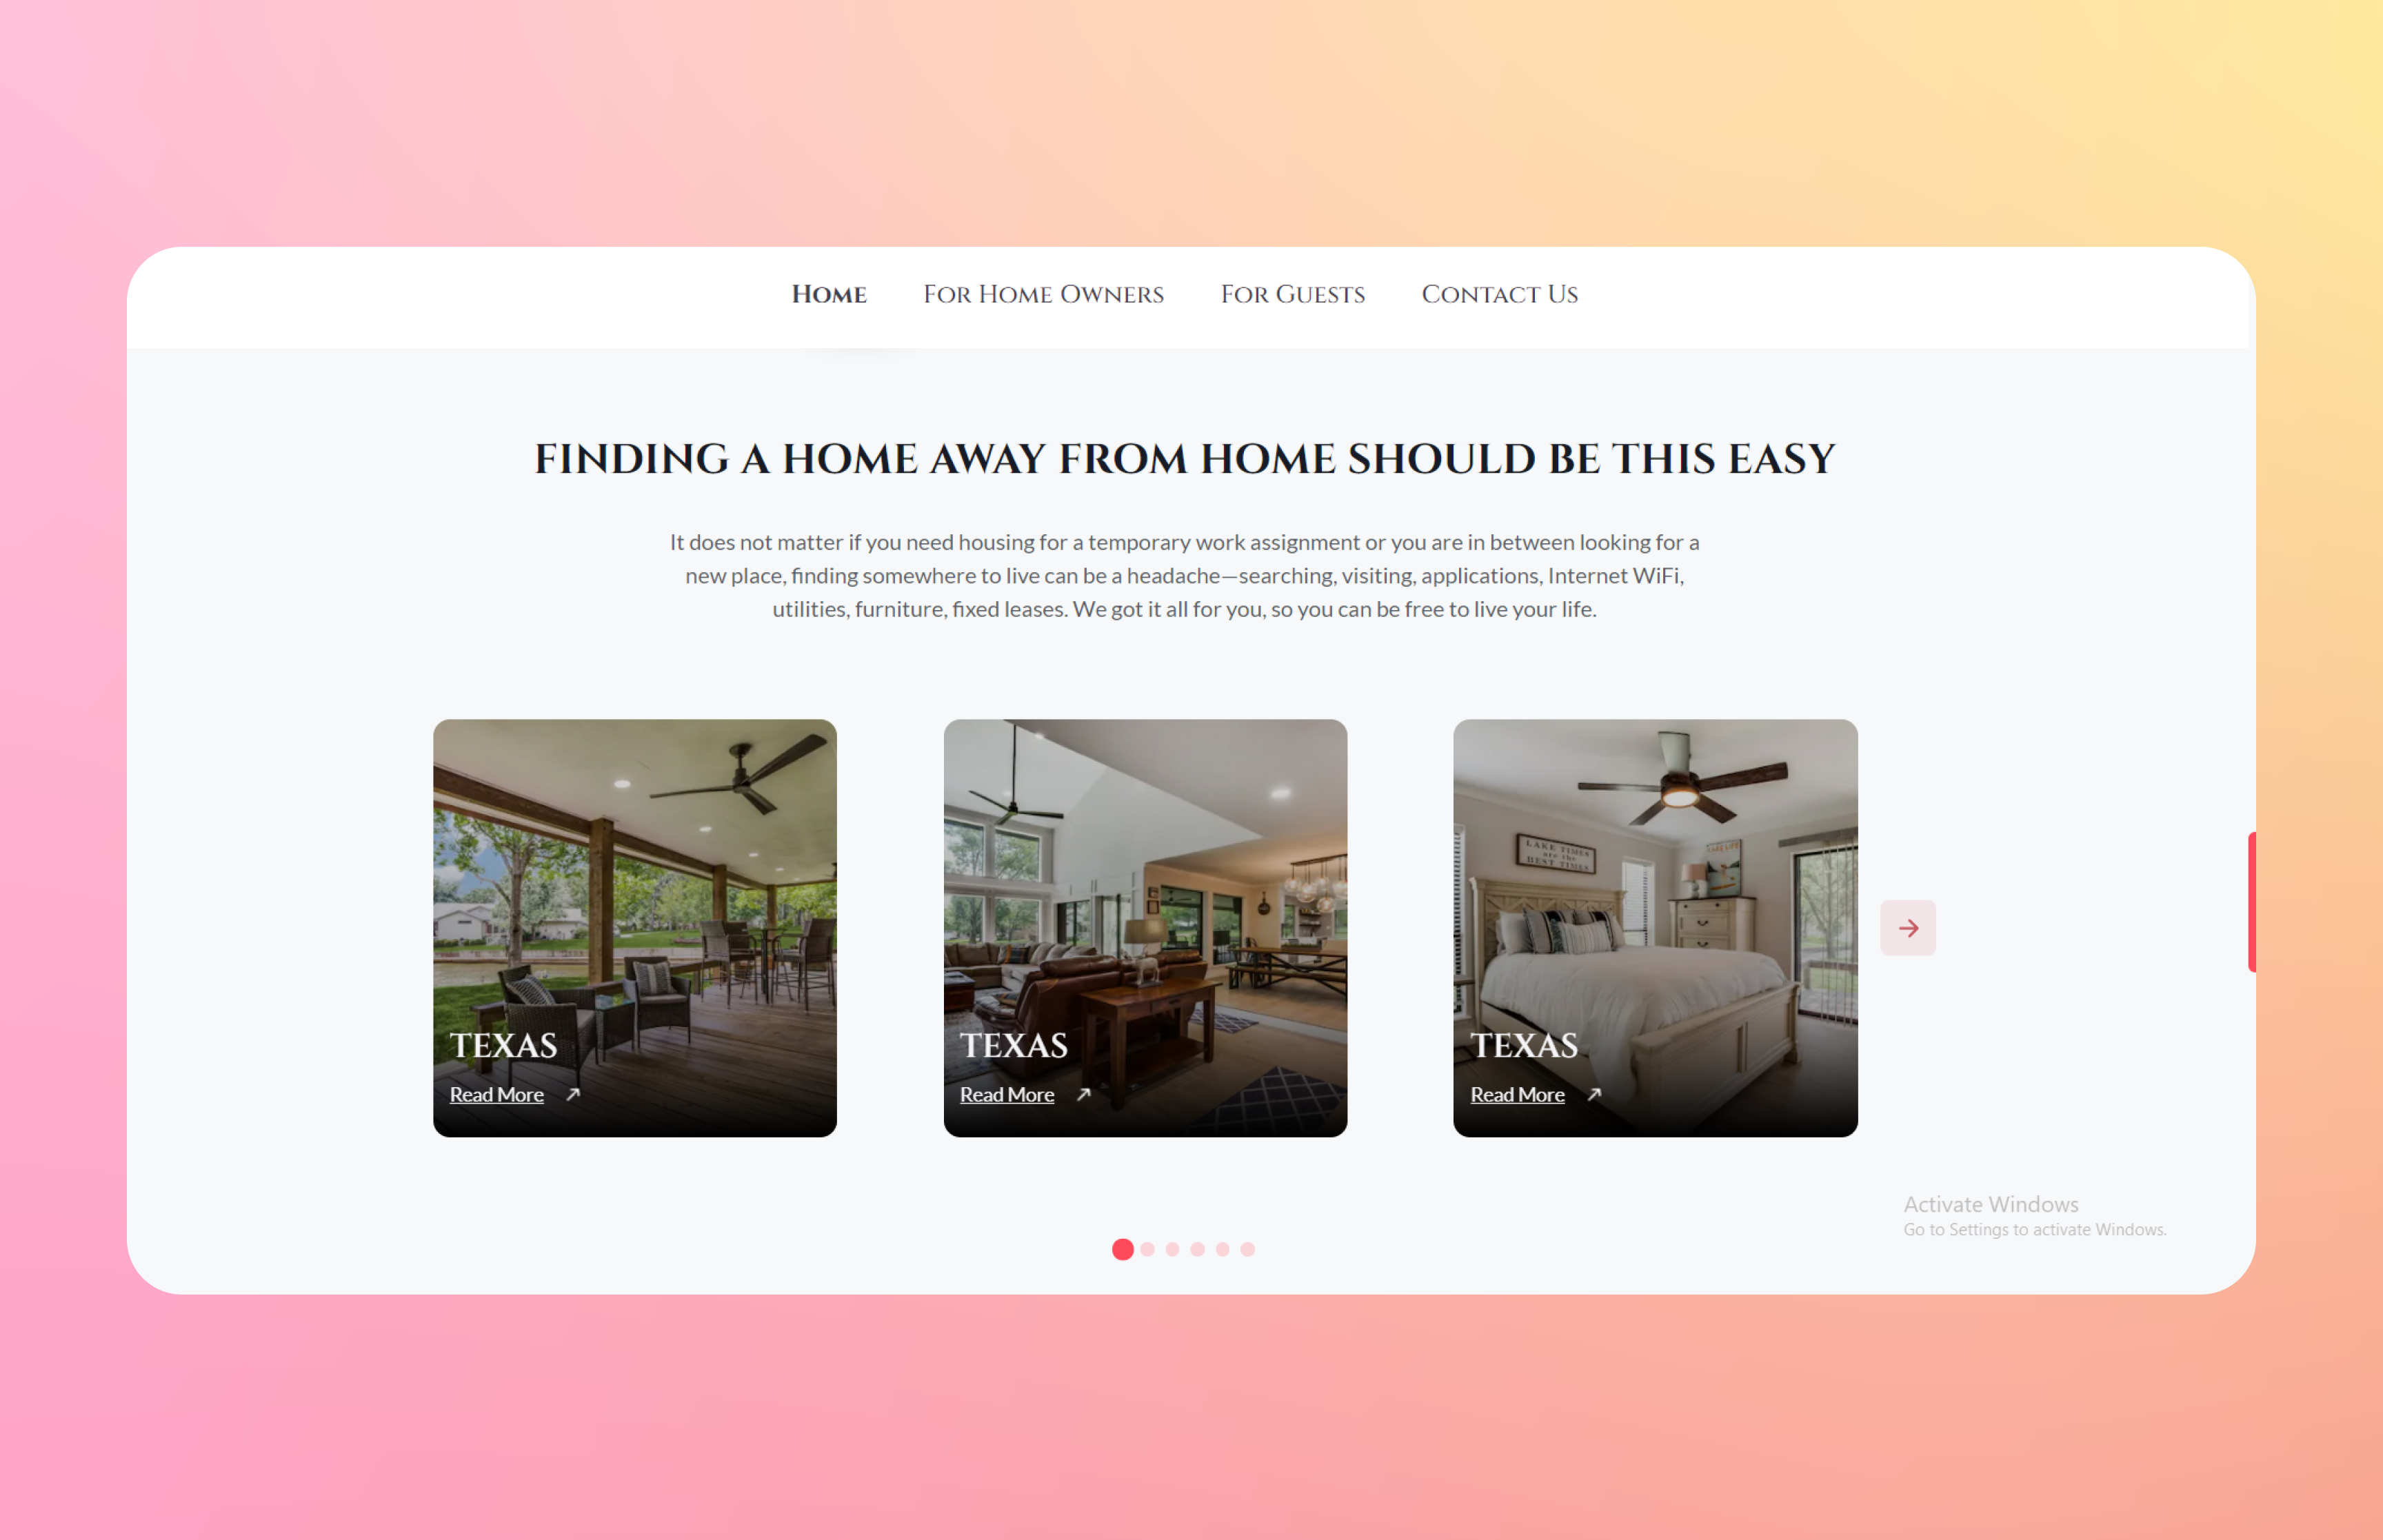 Home For Home Owners For Guests Contact Us
FINDING A HOME AWAY FROM HOME SHOULD BE THIS EASY
It does not matter if you need housing for a temporary work assignment or you are in between looking for a
new place, finding somewhere to live can be a headache—searching, visiting, applications, Internet WiFi,
utilities, furniture, fixed leases. We got it all for you, so you can be free to live your life.
LAKE TIMES
are the
BEST TIMES
LAKE LIFE
TEXAS
Read More
TEXAS
Read More
TEXAS
Read More
Activate Windows
Go to Settings to activate Windows.